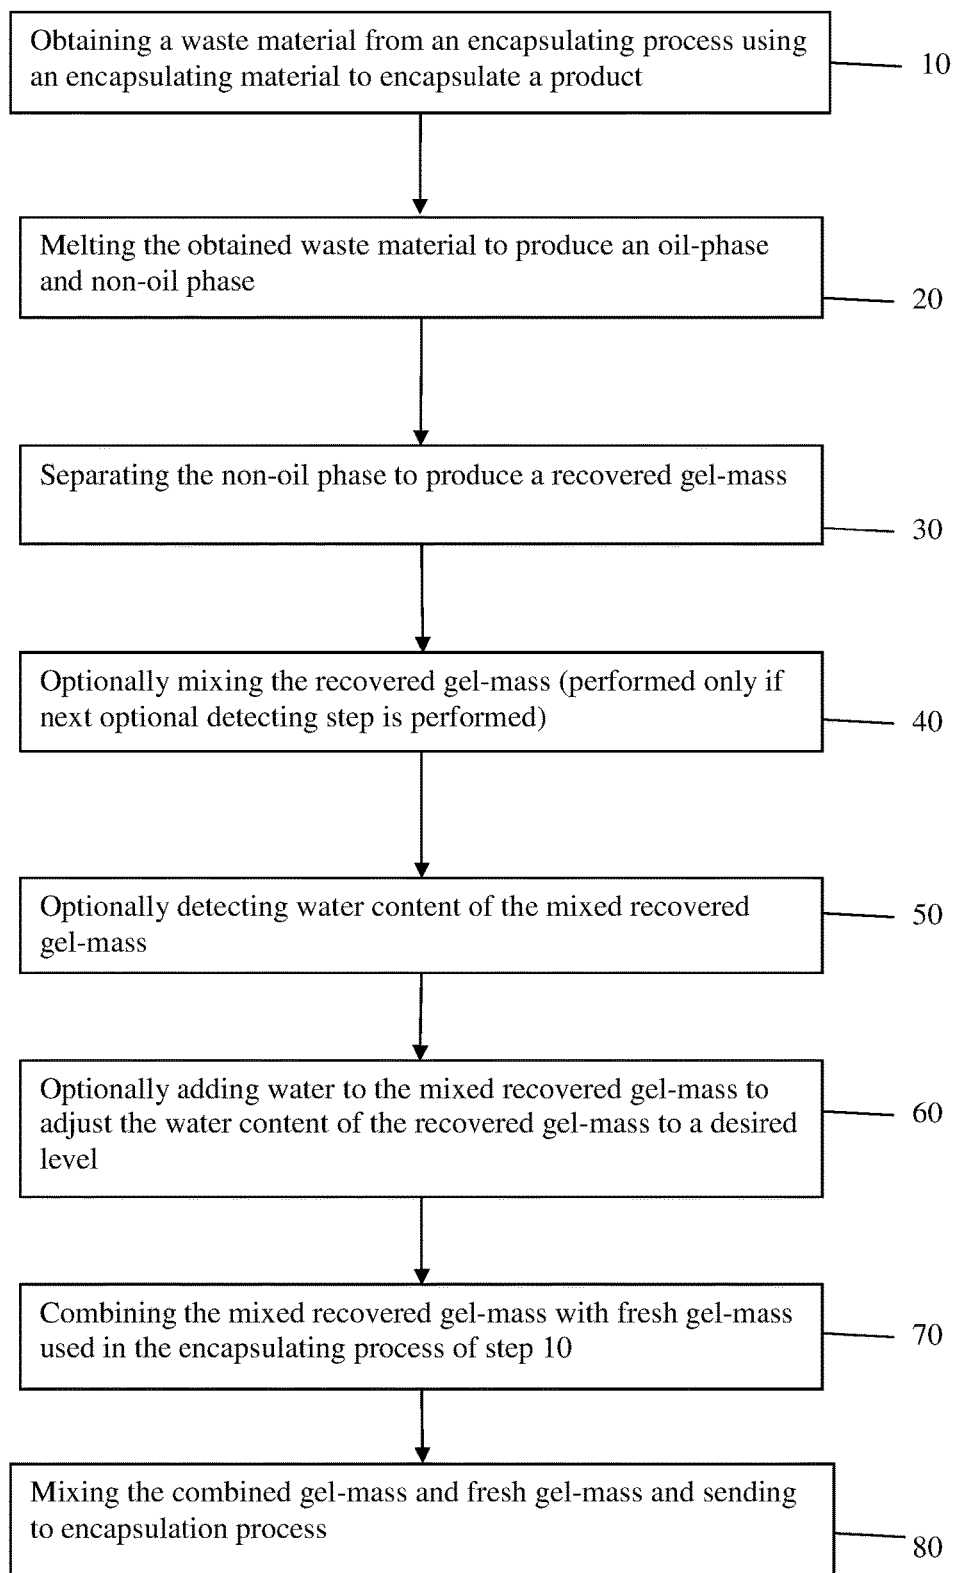 Obtaining a waste material from an encapsulating process using
an encapsulating material to encapsulate a product
10
Melting the obtained waste material to produce an oil-phase
and non-oil phase
20
Separating the non-oil phase to produce a recovered gel-mass
30
Optionally mixing the recovered gel-mass (performed only if
next optional detecting step is performed)
40
Optionally detecting water content of the mixed recovered
gel-mass
50
Optionally adding water to the mixed recovered gel-mass to
adjust the water content of the recovered gel-mass to a desired
level
60
Combining the mixed recovered gel-mass with fresh gel-mass
used in the encapsulating process of step 10
70
Mixing the combined gel-mass and fresh gel-mass and sending
to encapsulation process
80